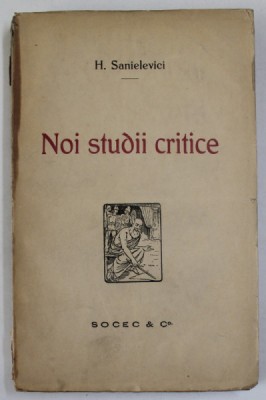 H. Sanielevici
Noi studii critice
SOCEC & Co.